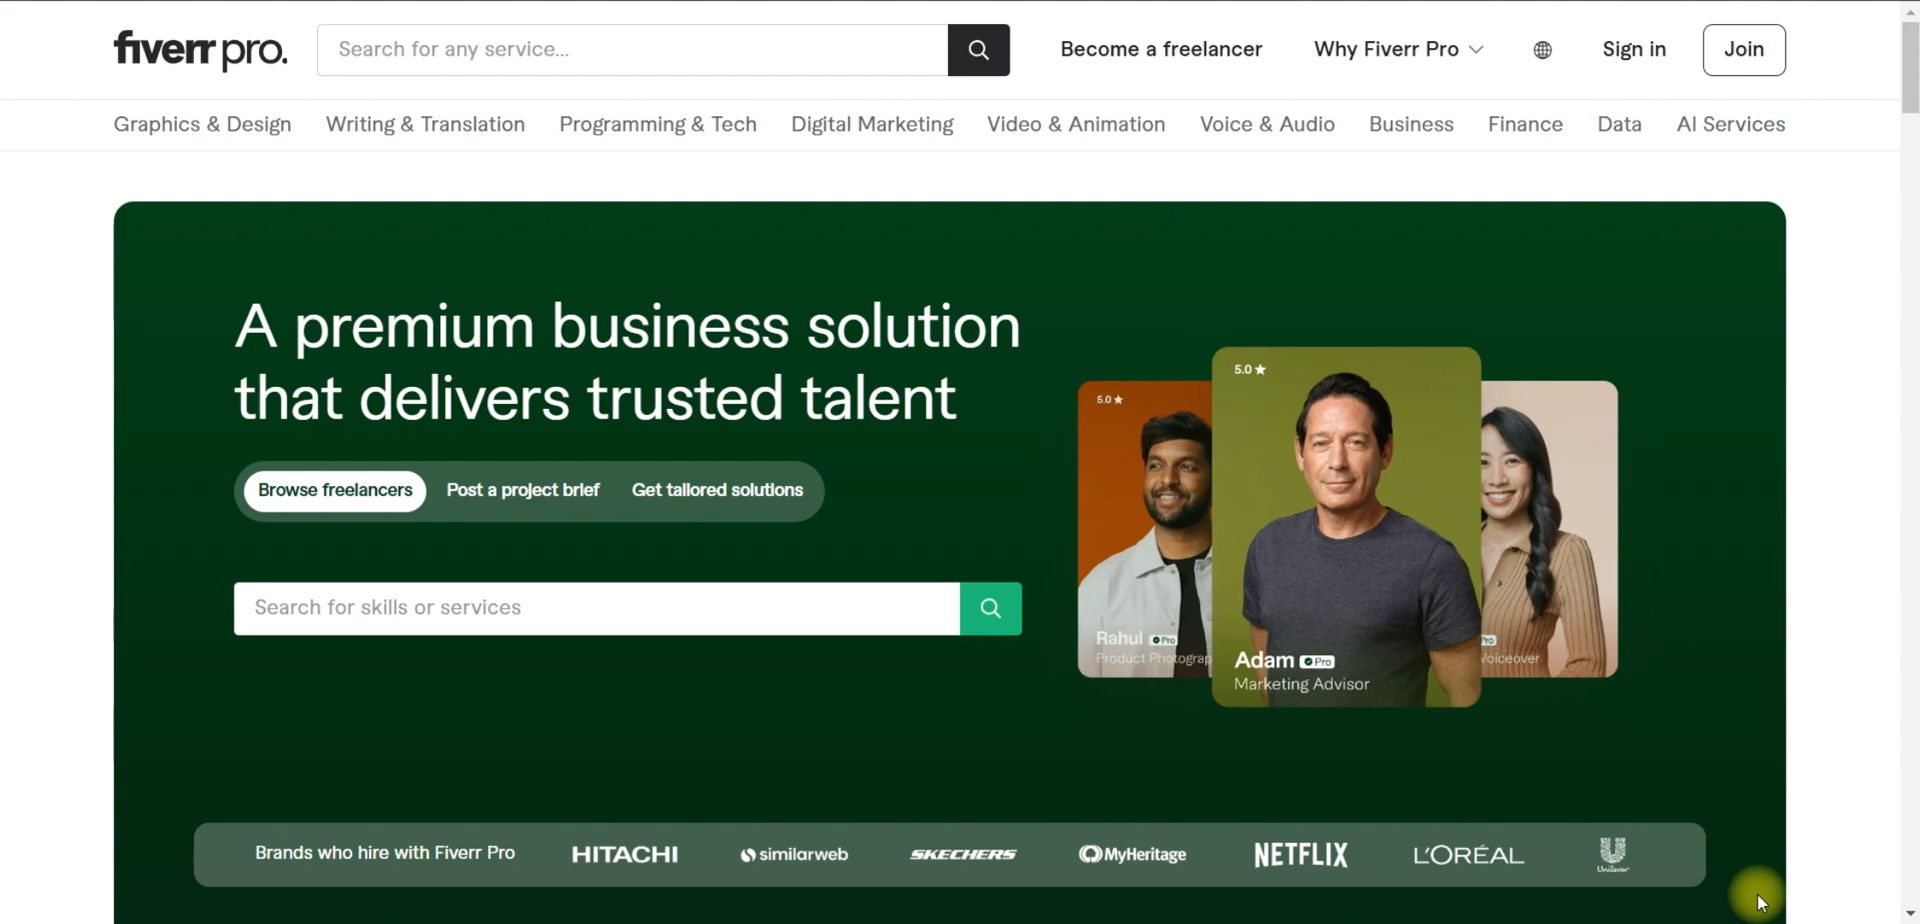 fiverr pro.
Search for any service...
Become a freelancer
Why Fiverr Pro
Sign in
Join
Graphics & Design
Writing & Translation
Programming & Tech
Digital Marketing
Video & Animation
Voice & Audio
Business
Finance
Data
AI Services
A premium business solution
that delivers trusted talent
Browse freelancers
Post a project brief
Get tailored solutions
Search for skills or services
5.0
Rahul Pro
Product Photograp
5.0
Adam Pro
Marketing Advisor
Pro
Voiceover
Brands who hire with Fiverr Pro
HITACHI
similarweb
SKECHERS
MyHeritage
NETFLIX
L'ORÉAL
Unilever